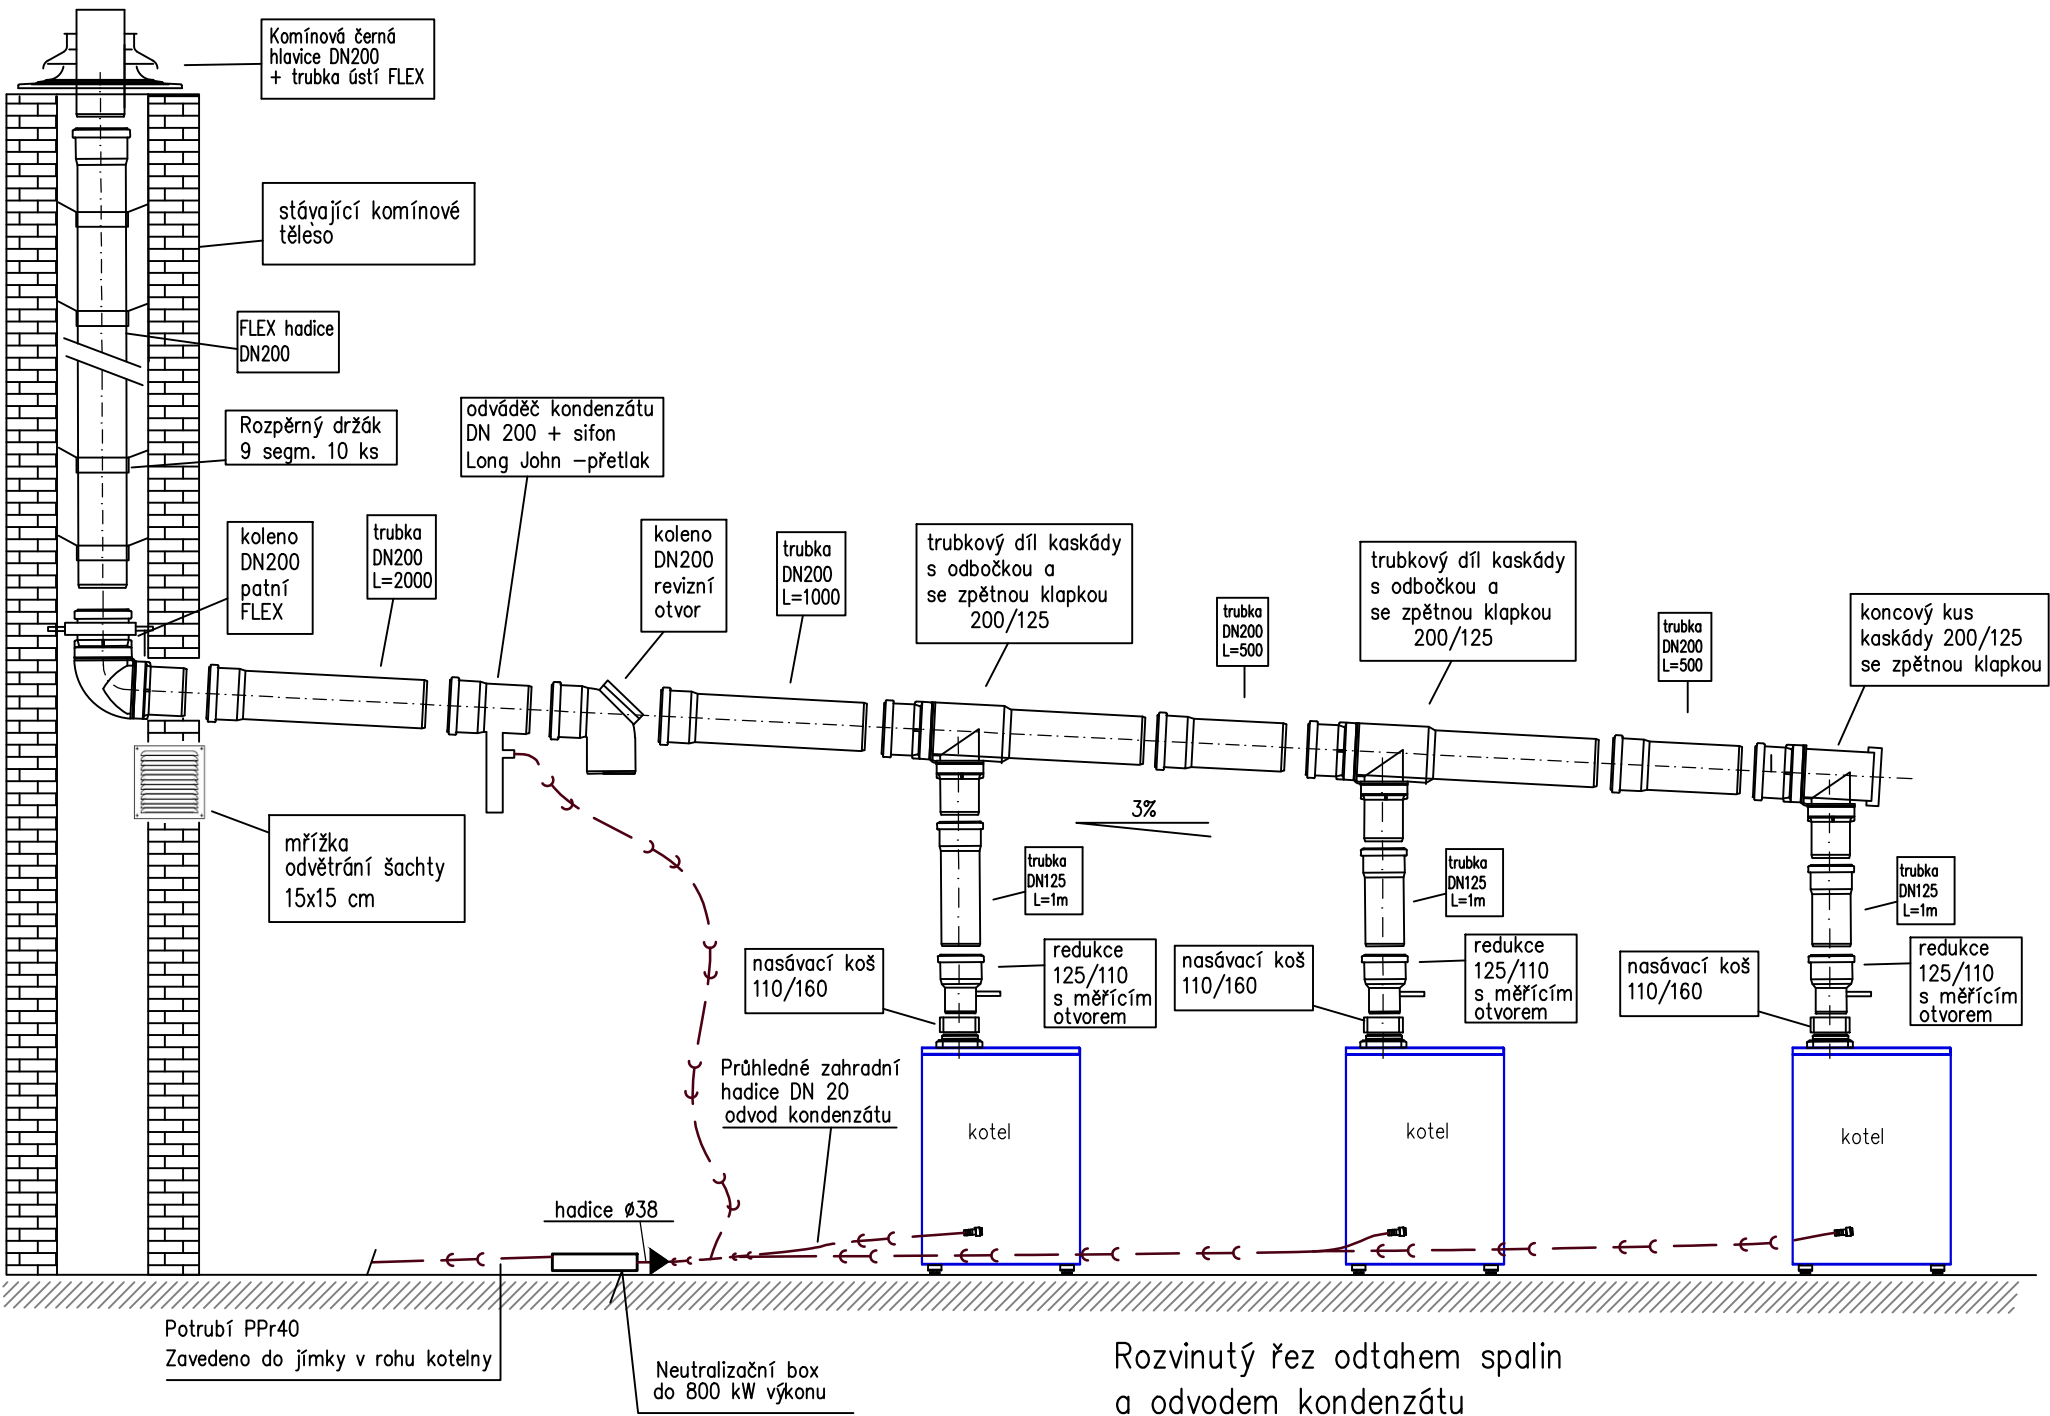 Komínová černá
hlavice DN200
+ trubka ústí FLEX
stávající komínové
těleso
FLEX hadice
DN200
Rozpěrný držák
9 segm. 10 ks
koleno
DN200
patní
FLEX
trubka
DN200
L=2000
odváděč kondenzátu
DN 200 + sifon
Long John –přetlak
koleno
DN200
revizní
otvor
trubka
DN200
L=1000
trubkový díl kaskády
s odbočkou a
se zpětnou klapkou
200/125
trubka
DN200
L=500
trubkový díl kaskády
s odbočkou a
se zpětnou klapkou
200/125
trubka
DN200
L=500
koncový kus
kaskády 200/125
se zpětnou klapkou
mřížka
odvětrání šachty
15x15 cm
3%
trubka
DN125
L=1m
trubka
DN125
L=1m
trubka
DN125
L=1m
nasávací koš
110/160
redukce
125/110
s měřícím
otvorem
nasávací koš
110/160
redukce
125/110
s měřícím
otvorem
nasávací koš
110/160
redukce
125/110
s měřícím
otvorem
Průhledné zahradní
hadice DN 20
odvod kondenzátu
kotel
kotel
kotel
hadice ø38
Potrubí PPr40
Zavedeno do jímky v rohu kotelny
Neutralizační box
do 800 kW výkonu
Rozvinutý řez odtahem spalin
a odvodem kondenzátu